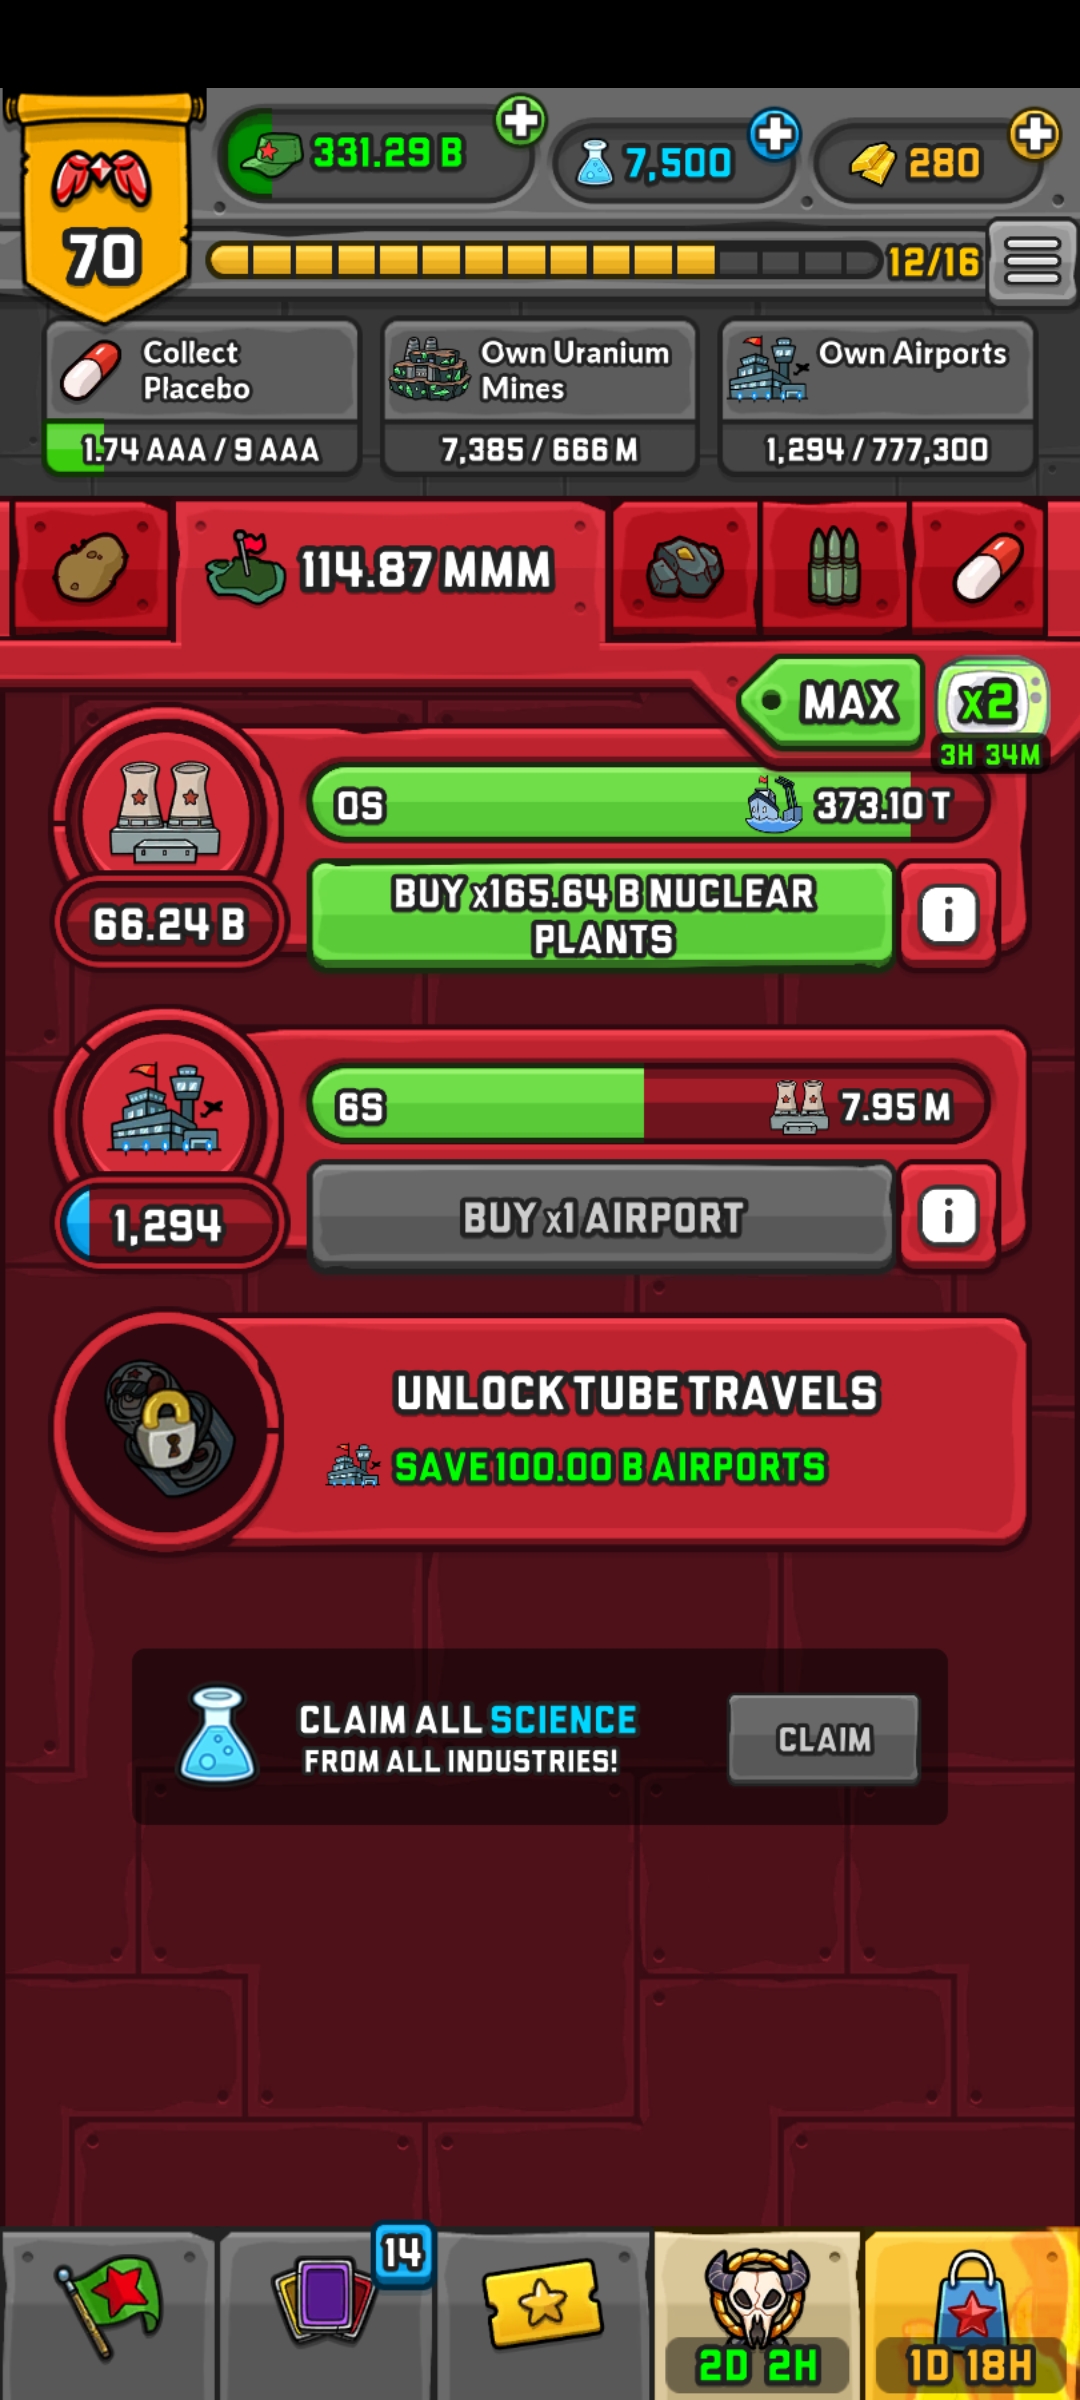 331.29 B
7,500
280
70
12/16
Collect
Placebo
1.74 AAA / 9 AAA
Own Uranium
Mines
7,385 / 666 M
Own Airports
1,294 / 777,300
114.87 MMM
MAX
x2
3H 34M
0S
373.10 T
66.24 B
BUY x165.64 B NUCLEAR
PLANTS
i
6S
7.95 M
1,294
BUY x1 AIRPORT
i
UNLOCK TUBE TRAVELS
SAVE 100.00 B AIRPORTS
CLAIM ALL SCIENCE
FROM ALL INDUSTRIES!
CLAIM
14
2D 2H
1D 18H